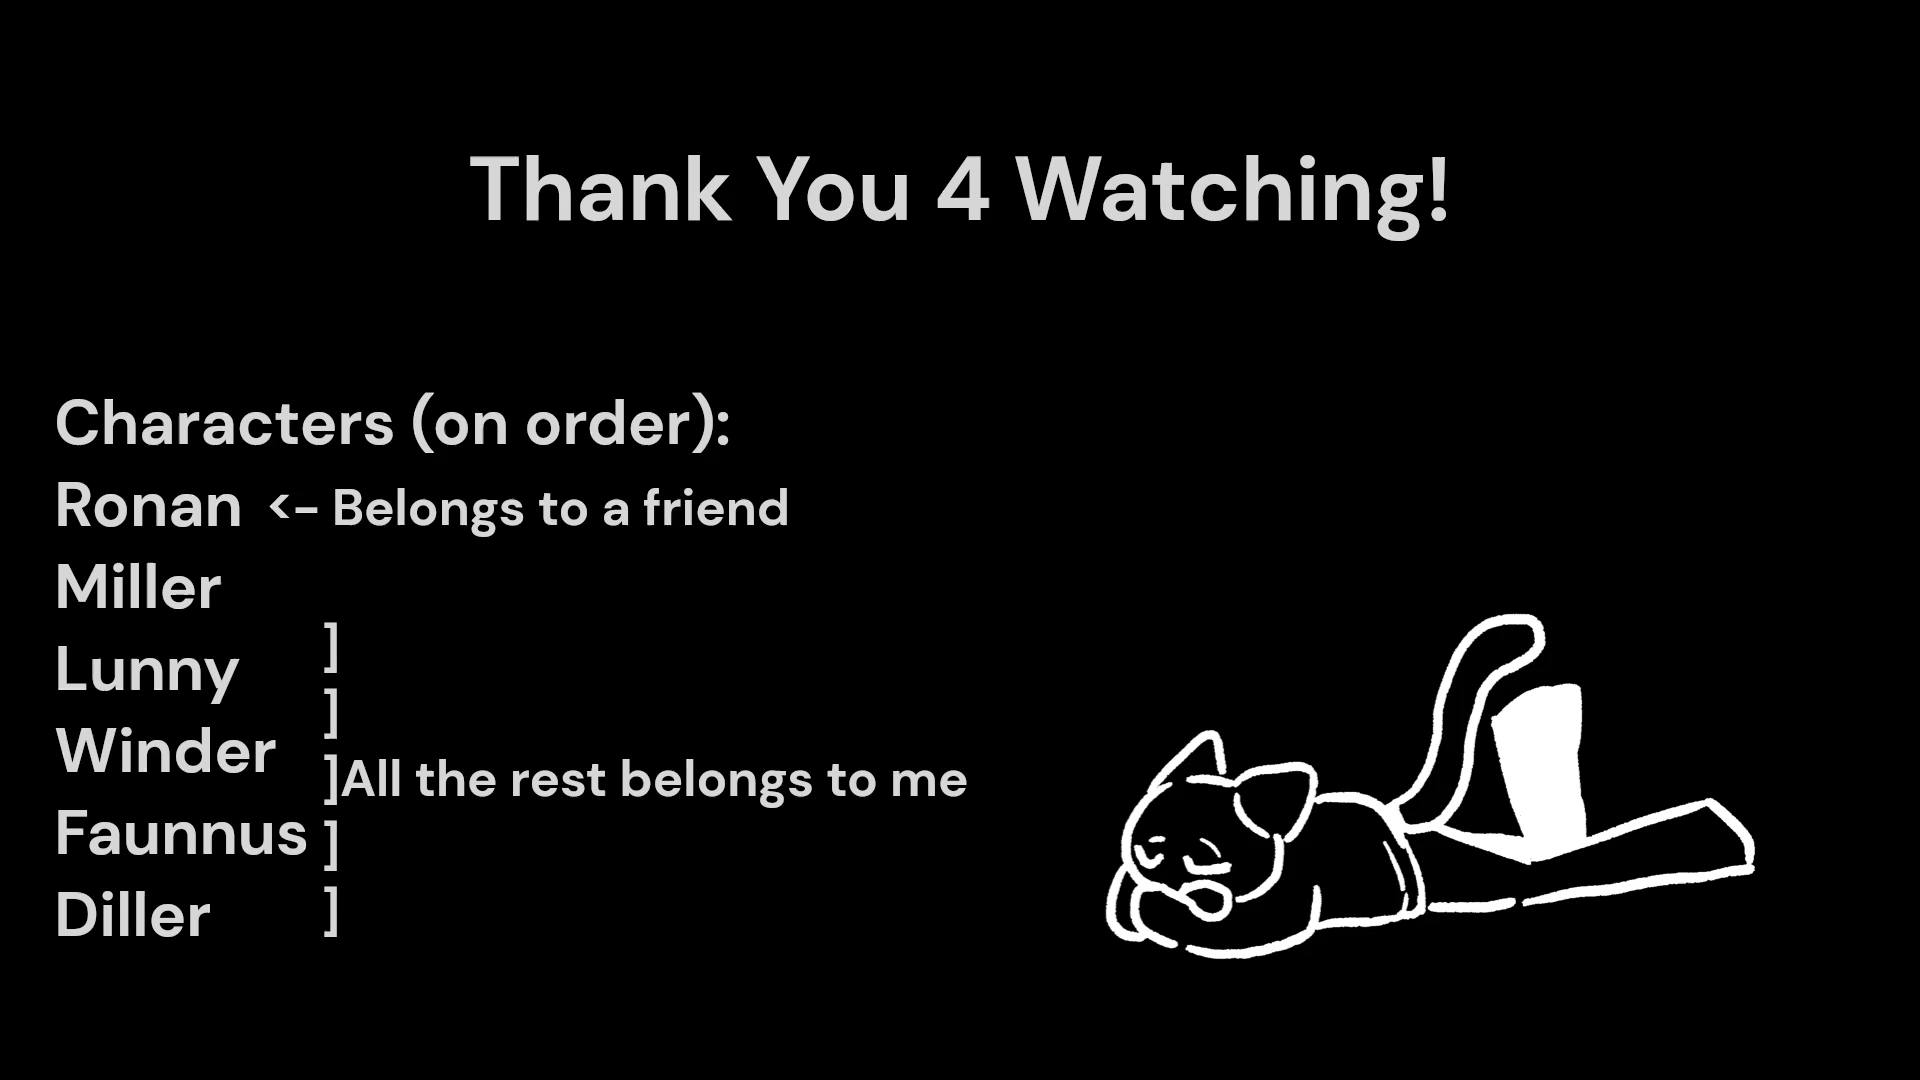 Thank You 4 Watching!
Characters (on order):
Ronan <- Belongs to a friend
Miller
]
Lunny
]
Winder
]All the rest belongs to me
Faunnus ]
Diller ]